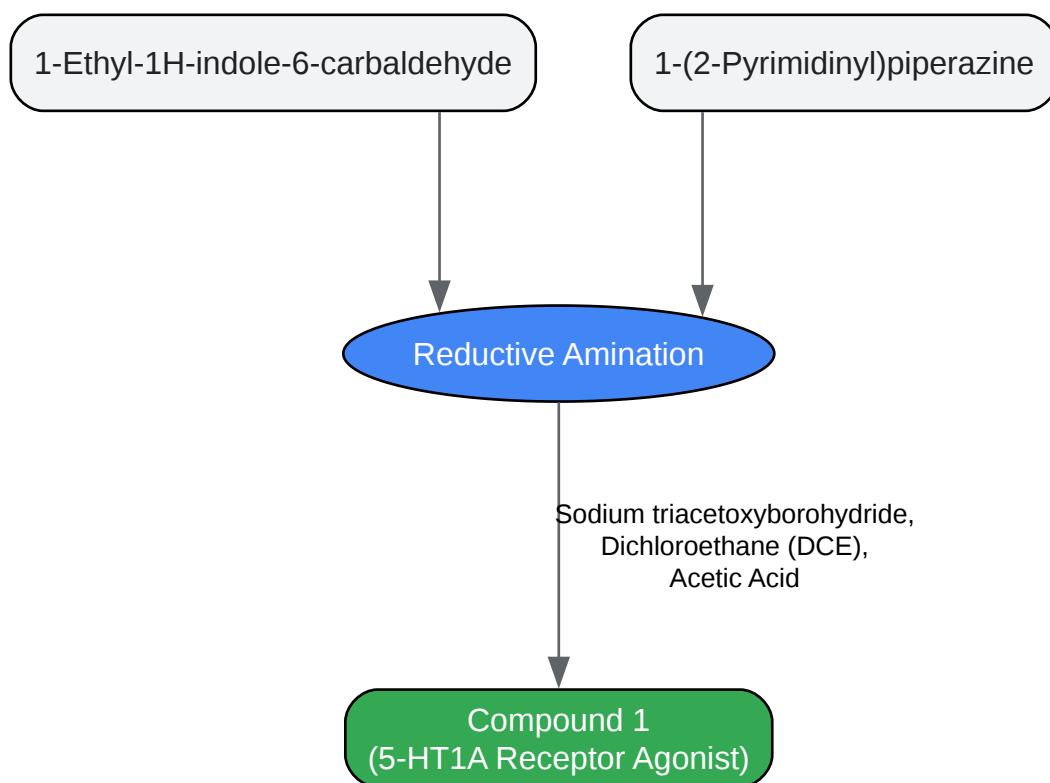 1-Ethyl-1H-indole-6-carbaldehyde
1-(2-Pyrimidinyl)piperazine
Reductive Amination
Sodium triacetoxyborohydride,
Dichloroethane (DCE),
Acetic Acid
Compound 1
(5-HT1A Receptor Agonist)